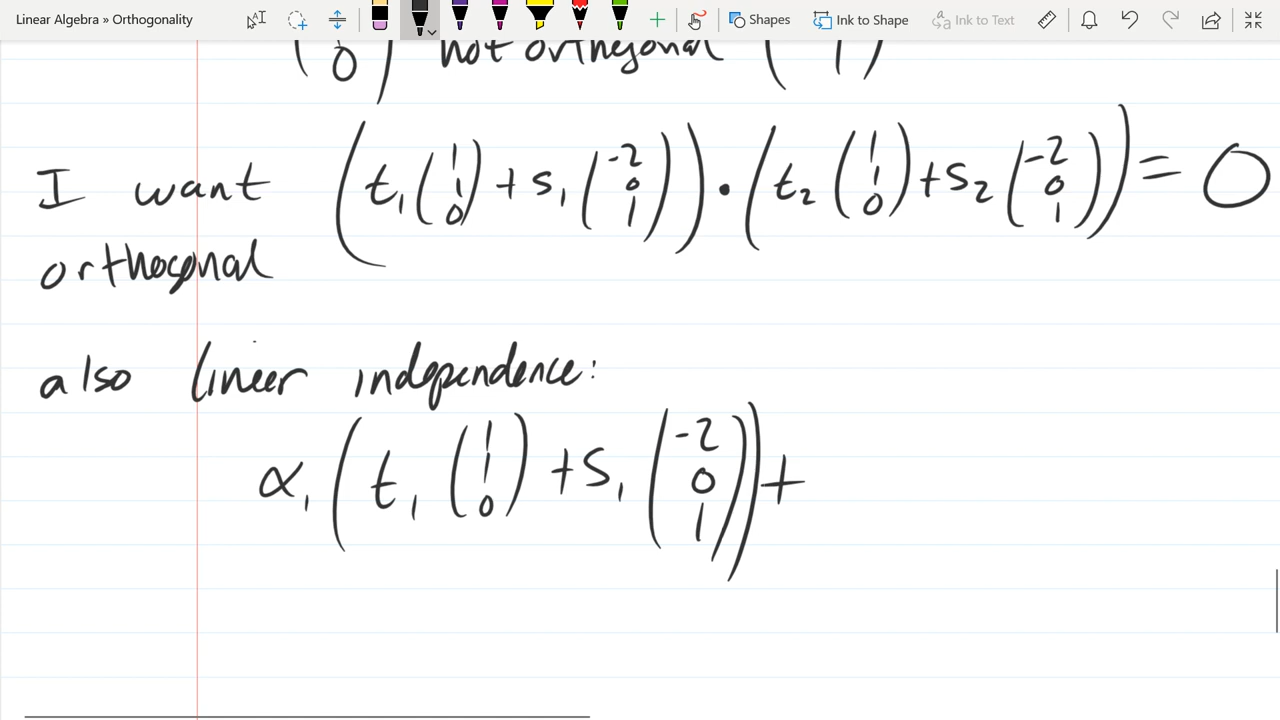 Linear Algebra » Orthogonality Shapes Ink to Shape Ink to Text
( 0 ) not orthogonal ( 1 )
I want (t₁(1 1 0) + s₁(-2 0 1)) · (t₂(1 1 0) + s₂(-2 0 1)) = 0
orthogonal
also linear independence:
α₁(t₁(1 1 0) + s₁(-2 0 1)) +